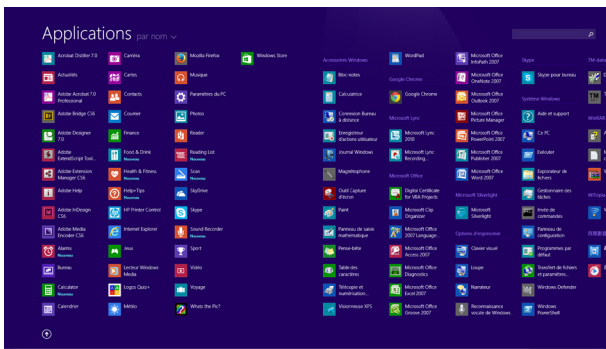 Applications par nom
Acrobat Distiller 7.0
Actualités
Adobe Acrobat 7.0
Professional
Adobe Bridge CS6
Adobe Designer
7.0
Adobe
ExtendScript Tool...
Adobe Extension
Manager CS6
Adobe Help
Adobe InDesign
CS6
Adobe Media
Encoder CS6
Alarms
Nouveau
Bureau
Calculator
Nouveau
Calendrier
Caméra
Cartes
Contacts
Courrier
Finance
Food & Drink
Nouveau
Health & Fitness
Nouveau
Help+Tips
Nouveau
HP Printer Control
Internet Explorer
Jeux
Lecteur Windows
Media
Logos Quiz+
Météo
Mozilla Firefox
Musique
Paramètres du PC
Photos
Reader
Reading List
Nouveau
Scan
Nouveau
SkyDrive
Skype
Sound Recorder
Nouveau
Sport
Vidéo
Voyage
Whats the Pic?
Windows Store
Accessoires Windows
Bloc-notes
Calculatrice
Connexion Bureau
à distance
Enregistreur
d'actions utilisateur
Journal Windows
Magnétophone
Outil Capture
d'écran
Paint
Panneau de saisie
mathématique
Pense-bête
Table des
caractères
Télécopie et
numérisation...
Visionneuse XPS
WordPad
Google Chrome
Google Chrome
Microsoft Lync
Microsoft Lync
2010
Microsoft Lync
Recording...
Microsoft Office
Digital Certificate
for VBA Projects
Microsoft Clip
Organizer
Microsoft Office
2007 Language...
Microsoft Office
Access 2007
Microsoft Office
Diagnostics
Microsoft Office
Excel 2007
Microsoft Office
Groove 2007
Microsoft Office
InfoPath 2007
Microsoft Office
OneNote 2007
Microsoft Office
Outlook 2007
Microsoft Office
Picture Manager
Microsoft Office
PowerPoint 2007
Microsoft Office
Publisher 2007
Microsoft Office
Word 2007
Microsoft Silverlight
Microsoft
Silverlight
Options d'ergonomie
Clavier visuel
Loupe
Narrateur
Reconnaissance
vocale de Windows
Skype
Skype pour bureau
Système Windows
Aide et support
Ce PC
Exécuter
Explorateur de
fichiers
Gestionnaire des
tâches
Invite de
commandes
Panneau de
configuration
Programmes par
défaut
Transfert de fichiers
et paramètres...
Windows Defender
Windows
PowerShell
WinRAR